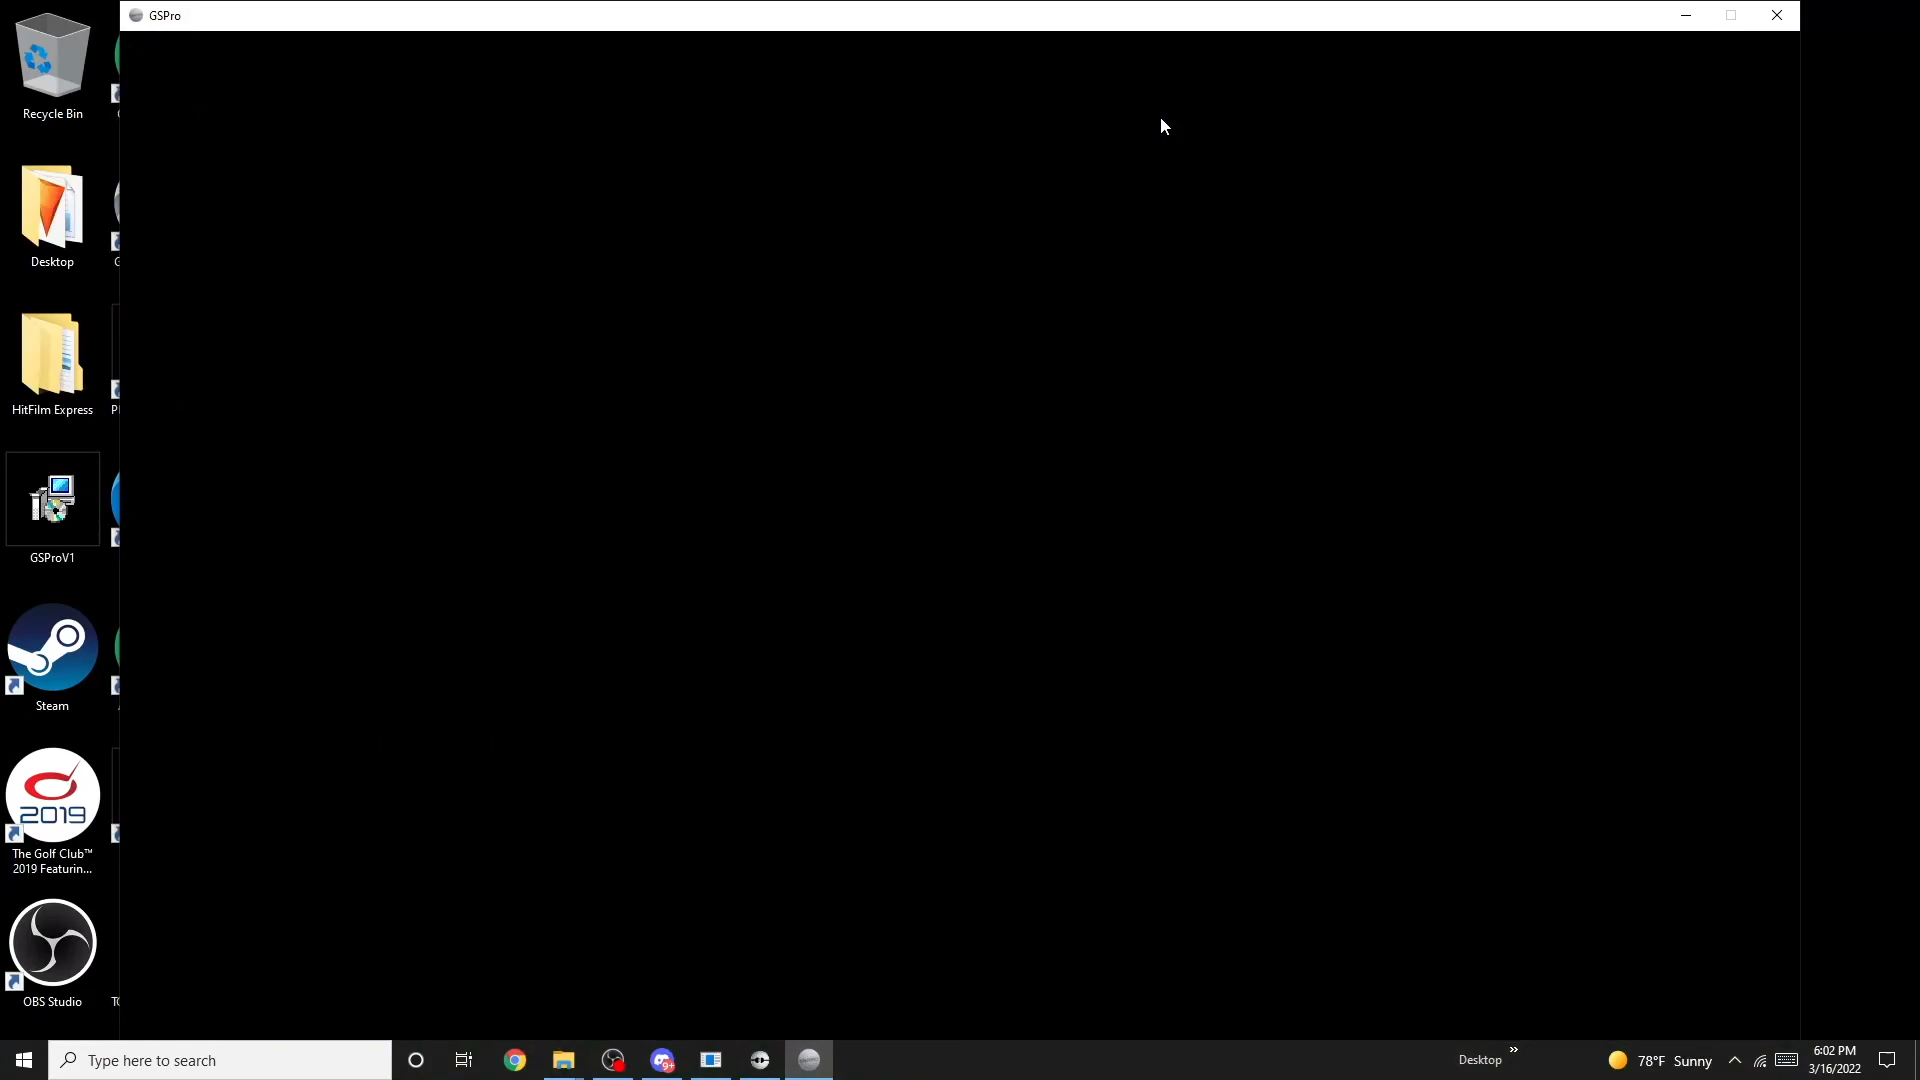 GSPro
Recycle Bin
Desktop
HitFilm Express
GSProV1
Steam
2019
The Golf Club™
2019 Featurin...
OBS Studio
Type here to search
9+
Desktop
78°F Sunny
6:02 PM
3/16/2022